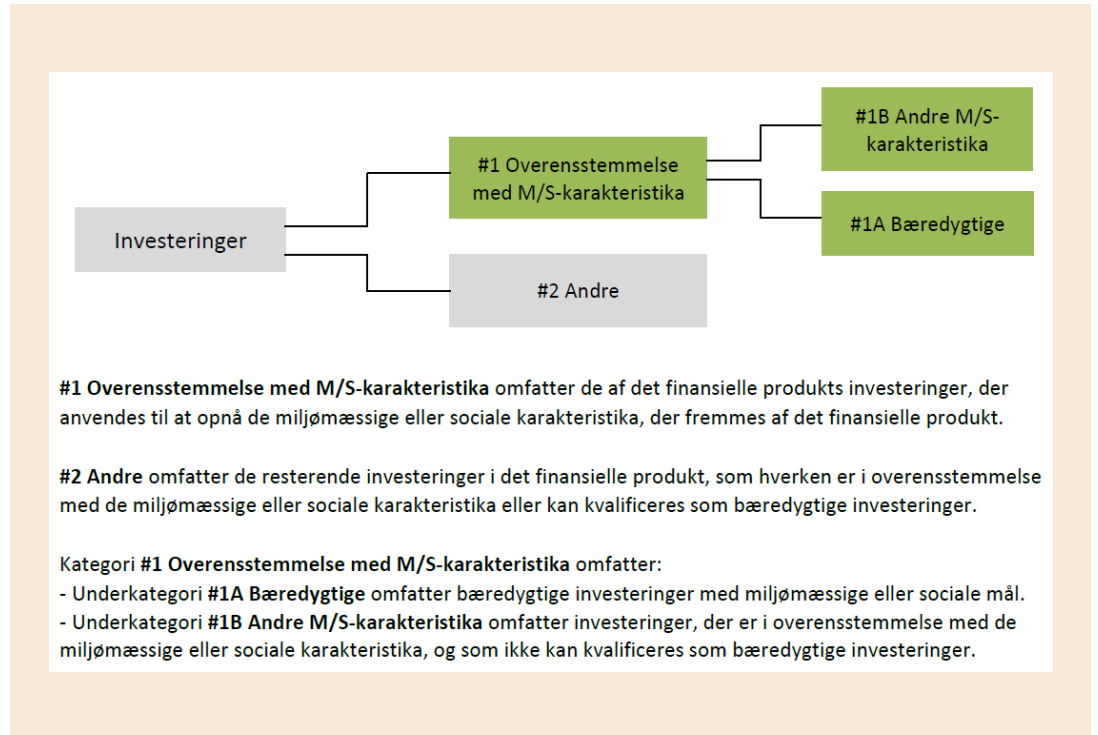 #1B Andre M/S-
karakteristika
#1 Overensstemmelse
med M/S-karakteristika
#1A Bæredygtige
Investeringer
#2 Andre
#1 Overensstemmelse med M/S-karakteristika omfatter de af det finansielle produkts investeringer, der
anvendes til at opnå de miljømæssige eller sociale karakteristika, der fremmes af det finansielle produkt.
#2 Andre omfatter de resterende investeringer i det finansielle produkt, som hverken er i overensstemmelse
med de miljømæssige eller sociale karakteristika eller kan kvalificeres som bæredygtige investeringer.
Kategori #1 Overensstemmelse med M/S-karakteristika omfatter:
- Underkategori #1A Bæredygtige omfatter bæredygtige investeringer med miljømæssige eller sociale mål.
- Underkategori #1B Andre M/S-karakteristika omfatter investeringer, der er i overensstemmelse med de
miljømæssige eller sociale karakteristika, og som ikke kan kvalificeres som bæredygtige investeringer.